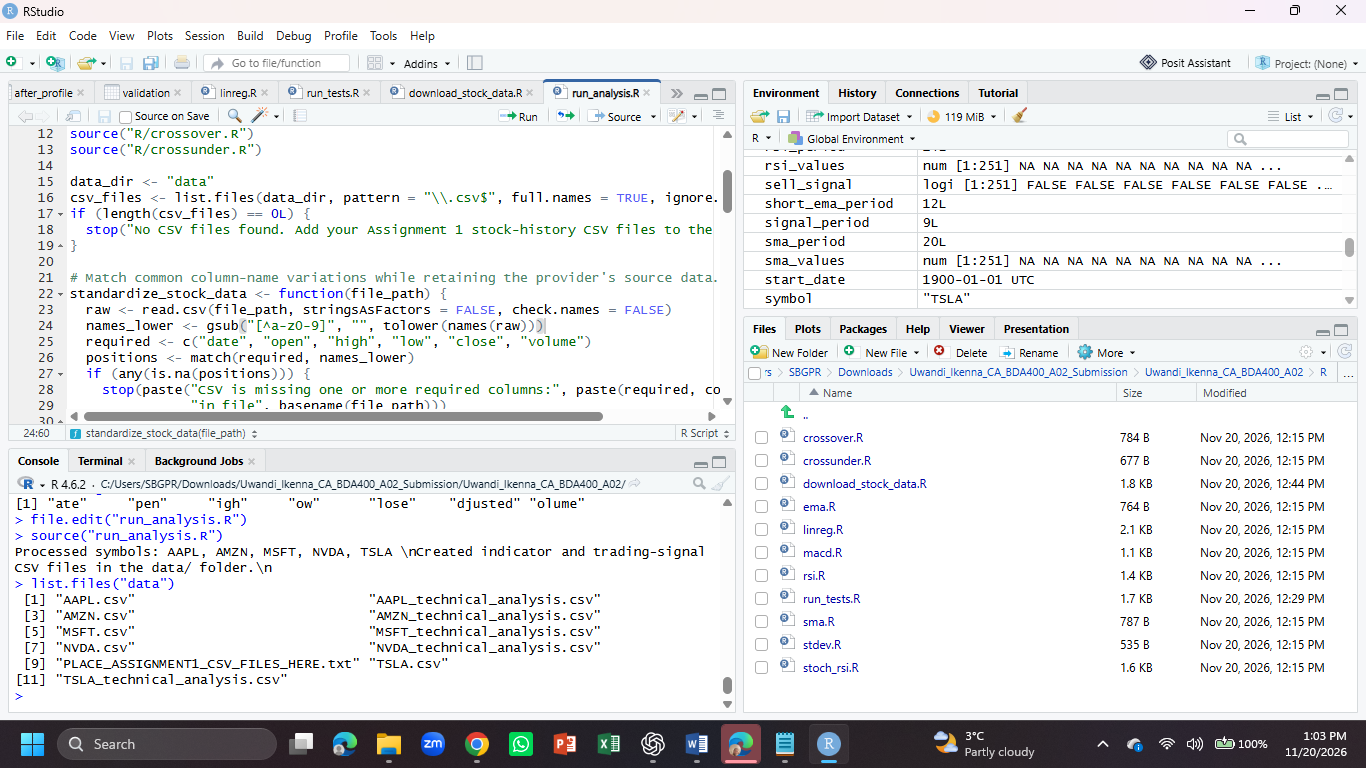 RStudio
File Edit Code View Plots Session Build Debug Profile Tools Help
Go to file/function Addins Posit Assistant Project: (None)
after_profile validation linreg.R run_tests.R download_stock_data.R run_analysis.R
Source on Save Run Source
12 source("R/crossover.R")
13 source("R/crossunder.R")
14
15 data_dir <- "data"
16 csv_files <- list.files(data_dir, pattern = "\\.csv$", full.names = TRUE, ignore.
17 if (length(csv_files) == 0L) {
18 stop("No CSV files found. Add your Assignment 1 stock-history CSV files to the
19 }
20
21 # Match common column-name variations while retaining the provider's source data.
22 standardize_stock_data <- function(file_path) {
23 raw <- read.csv(file_path, stringsAsFactors = FALSE, check.names = FALSE)
24 names_lower <- gsub("[^a-z0-9]", "", tolower(names(raw)))
25 required <- c("date", "open", "high", "low", "close", "volume")
26 positions <- match(required, names_lower)
27 if (any(is.na(positions))) {
28 stop(paste("CSV is missing one or more required columns:", paste(required, co
29 "in file", basename(file_path)))
30
24:60 standardize_stock_data(file_path) R Script
Console Terminal Background Jobs
R 4.6.2 · C:/Users/SBGPR/Downloads/Uwandi_Ikenna_CA_BDA400_A02_Submission/Uwandi_Ikenna_CA_BDA400_A02/
[1] "ate" "pen" "igh" "ow" "lose" "djusted" "olume"
> file.edit("run_analysis.R")
> source("run_analysis.R")
Processed symbols: AAPL, AMZN, MSFT, NVDA, TSLA \nCreated indicator and trading-signal
CSV files in the data/ folder.\n
> list.files("data")
[1] "AAPL.csv" "AAPL_technical_analysis.csv"
[3] "AMZN.csv" "AMZN_technical_analysis.csv"
[5] "MSFT.csv" "MSFT_technical_analysis.csv"
[7] "NVDA.csv" "NVDA_technical_analysis.csv"
[9] "PLACE_ASSIGNMENT1_CSV_FILES_HERE.txt" "TSLA.csv"
[11] "TSLA_technical_analysis.csv"
>
Environment History Connections Tutorial
Import Dataset 119 MiB List
R Global Environment
rsi_values num [1:251] NA NA NA NA NA NA NA NA NA NA ...
sell_signal logi [1:251] FALSE FALSE FALSE FALSE FALSE FALSE ...
short_ema_period 12L
signal_period 9L
sma_period 20L
sma_values num [1:251] NA NA NA NA NA NA NA NA NA NA ...
start_date 1900-01-01 UTC
symbol "TSLA"
Files Plots Packages Help Viewer Presentation
New Folder New File Delete Rename More
rs SBGPR Downloads Uwandi_Ikenna_CA_BDA400_A02_Submission Uwandi_Ikenna_CA_BDA400_A02 R ...
Name Size Modified
..
crossover.R 784 B Nov 20, 2026, 12:15 PM
crossunder.R 677 B Nov 20, 2026, 12:15 PM
download_stock_data.R 1.8 KB Nov 20, 2026, 12:44 PM
ema.R 764 B Nov 20, 2026, 12:15 PM
linreg.R 2.1 KB Nov 20, 2026, 12:15 PM
macd.R 1.1 KB Nov 20, 2026, 12:15 PM
rsi.R 1.4 KB Nov 20, 2026, 12:15 PM
run_tests.R 1.7 KB Nov 20, 2026, 12:29 PM
sma.R 787 B Nov 20, 2026, 12:15 PM
stdev.R 535 B Nov 20, 2026, 12:15 PM
stoch_rsi.R 1.6 KB Nov 20, 2026, 12:15 PM
Search zm 3°C
Partly cloudy
100% 1:03 PM
11/20/2026